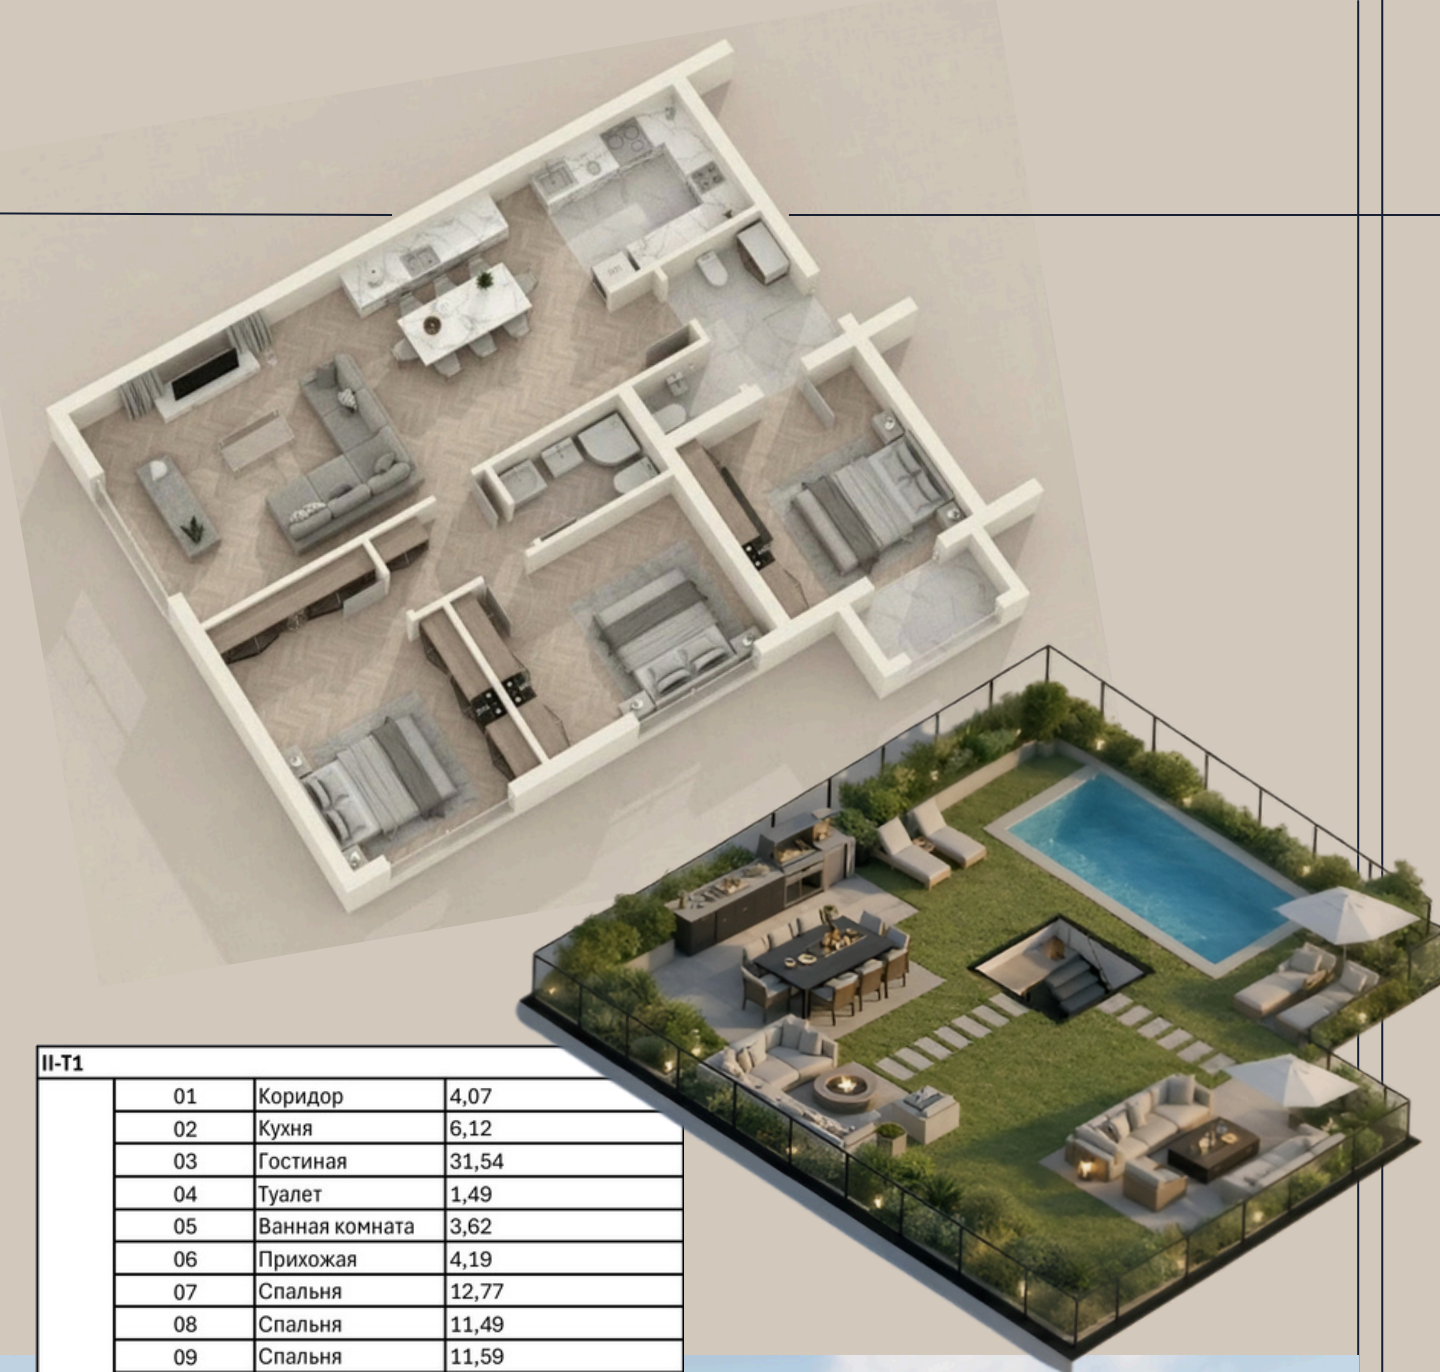 II-T1
01 Коридор 4,07
02 Кухня 6,12
03 Гостиная 31,54
04 Туалет 1,49
05 Ванная комната 3,62
06 Прихожая 4,19
07 Спальня 12,77
08 Спальня 11,49
09 Спальня 11,59